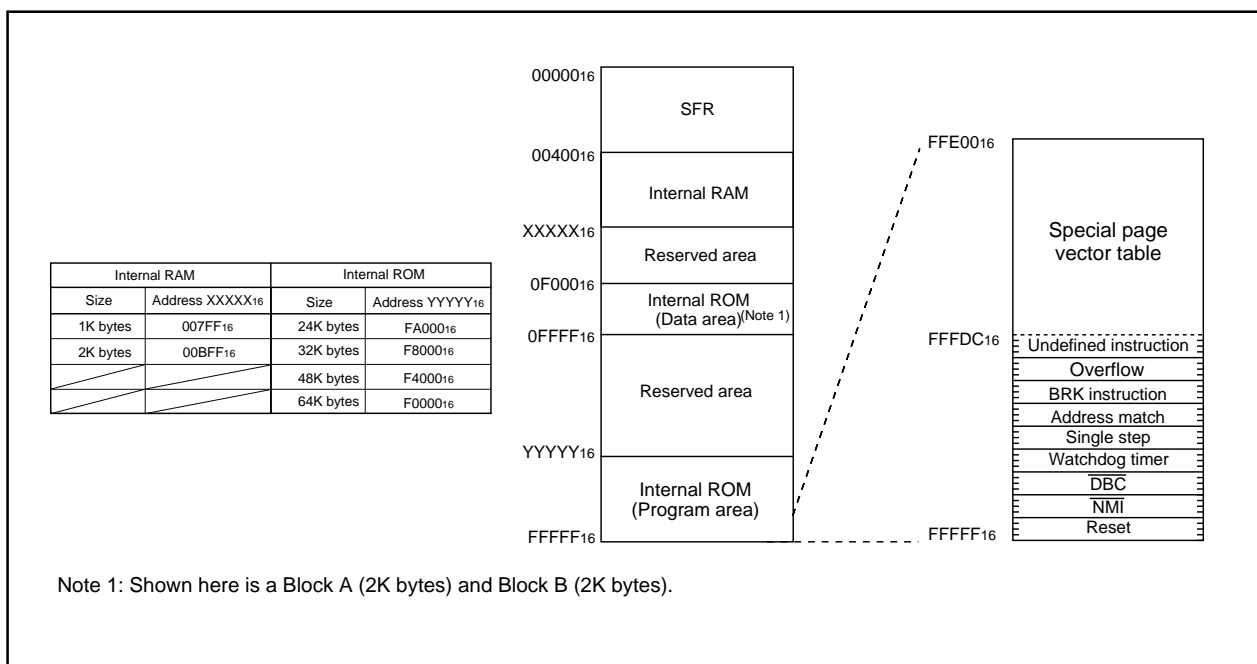 Internal RAM Internal ROM
Size Address XXXXX16 Size Address YYYYY16
1K bytes 007FF16 24K bytes FA00016
2K bytes 00BFF16 32K bytes F800016
48K bytes F400016
64K bytes F000016
0000016
SFR
0040016
Internal RAM
XXXXX16
Reserved area
0F00016
Internal ROM
(Data area)(Note 1)
0FFFF16
Reserved area
YYYYY16
Internal ROM
(Program area)
FFFFF16
FFE0016
Special page
vector table
FFFDC16
Undefined instruction
Overflow
BRK instruction
Address match
Single step
Watchdog timer
DBC
NMI
Reset
FFFFF16
Note 1: Shown here is a Block A (2K bytes) and Block B (2K bytes).